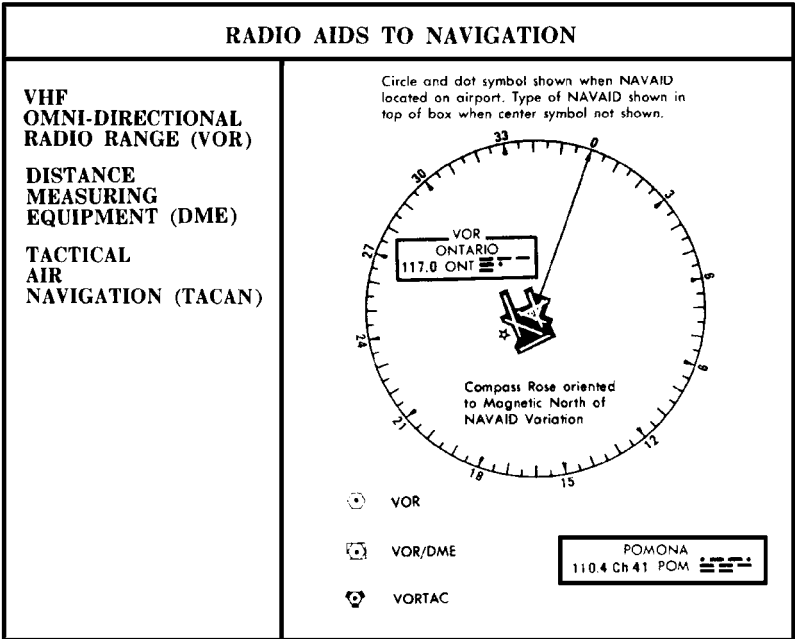 RADIO AIDS TO NAVIGATION
VHF
OMNI-DIRECTIONAL
RADIO RANGE (VOR)
DISTANCE
MEASURING
EQUIPMENT (DME)
TACTICAL
AIR
NAVIGATION (TACAN)
Circle and dot symbol shown when NAVAID
located on airport. Type of NAVAID shown in
top of box when center symbol not shown.
0
3
6
9
12
15
18
21
24
27
30
33
VOR
ONTARIO
117.0 ONT
Compass Rose oriented
to Magnetic North of
NAVAID Variation
VOR
VOR/DME
VORTAC
POMONA
110.4 Ch 41 POM